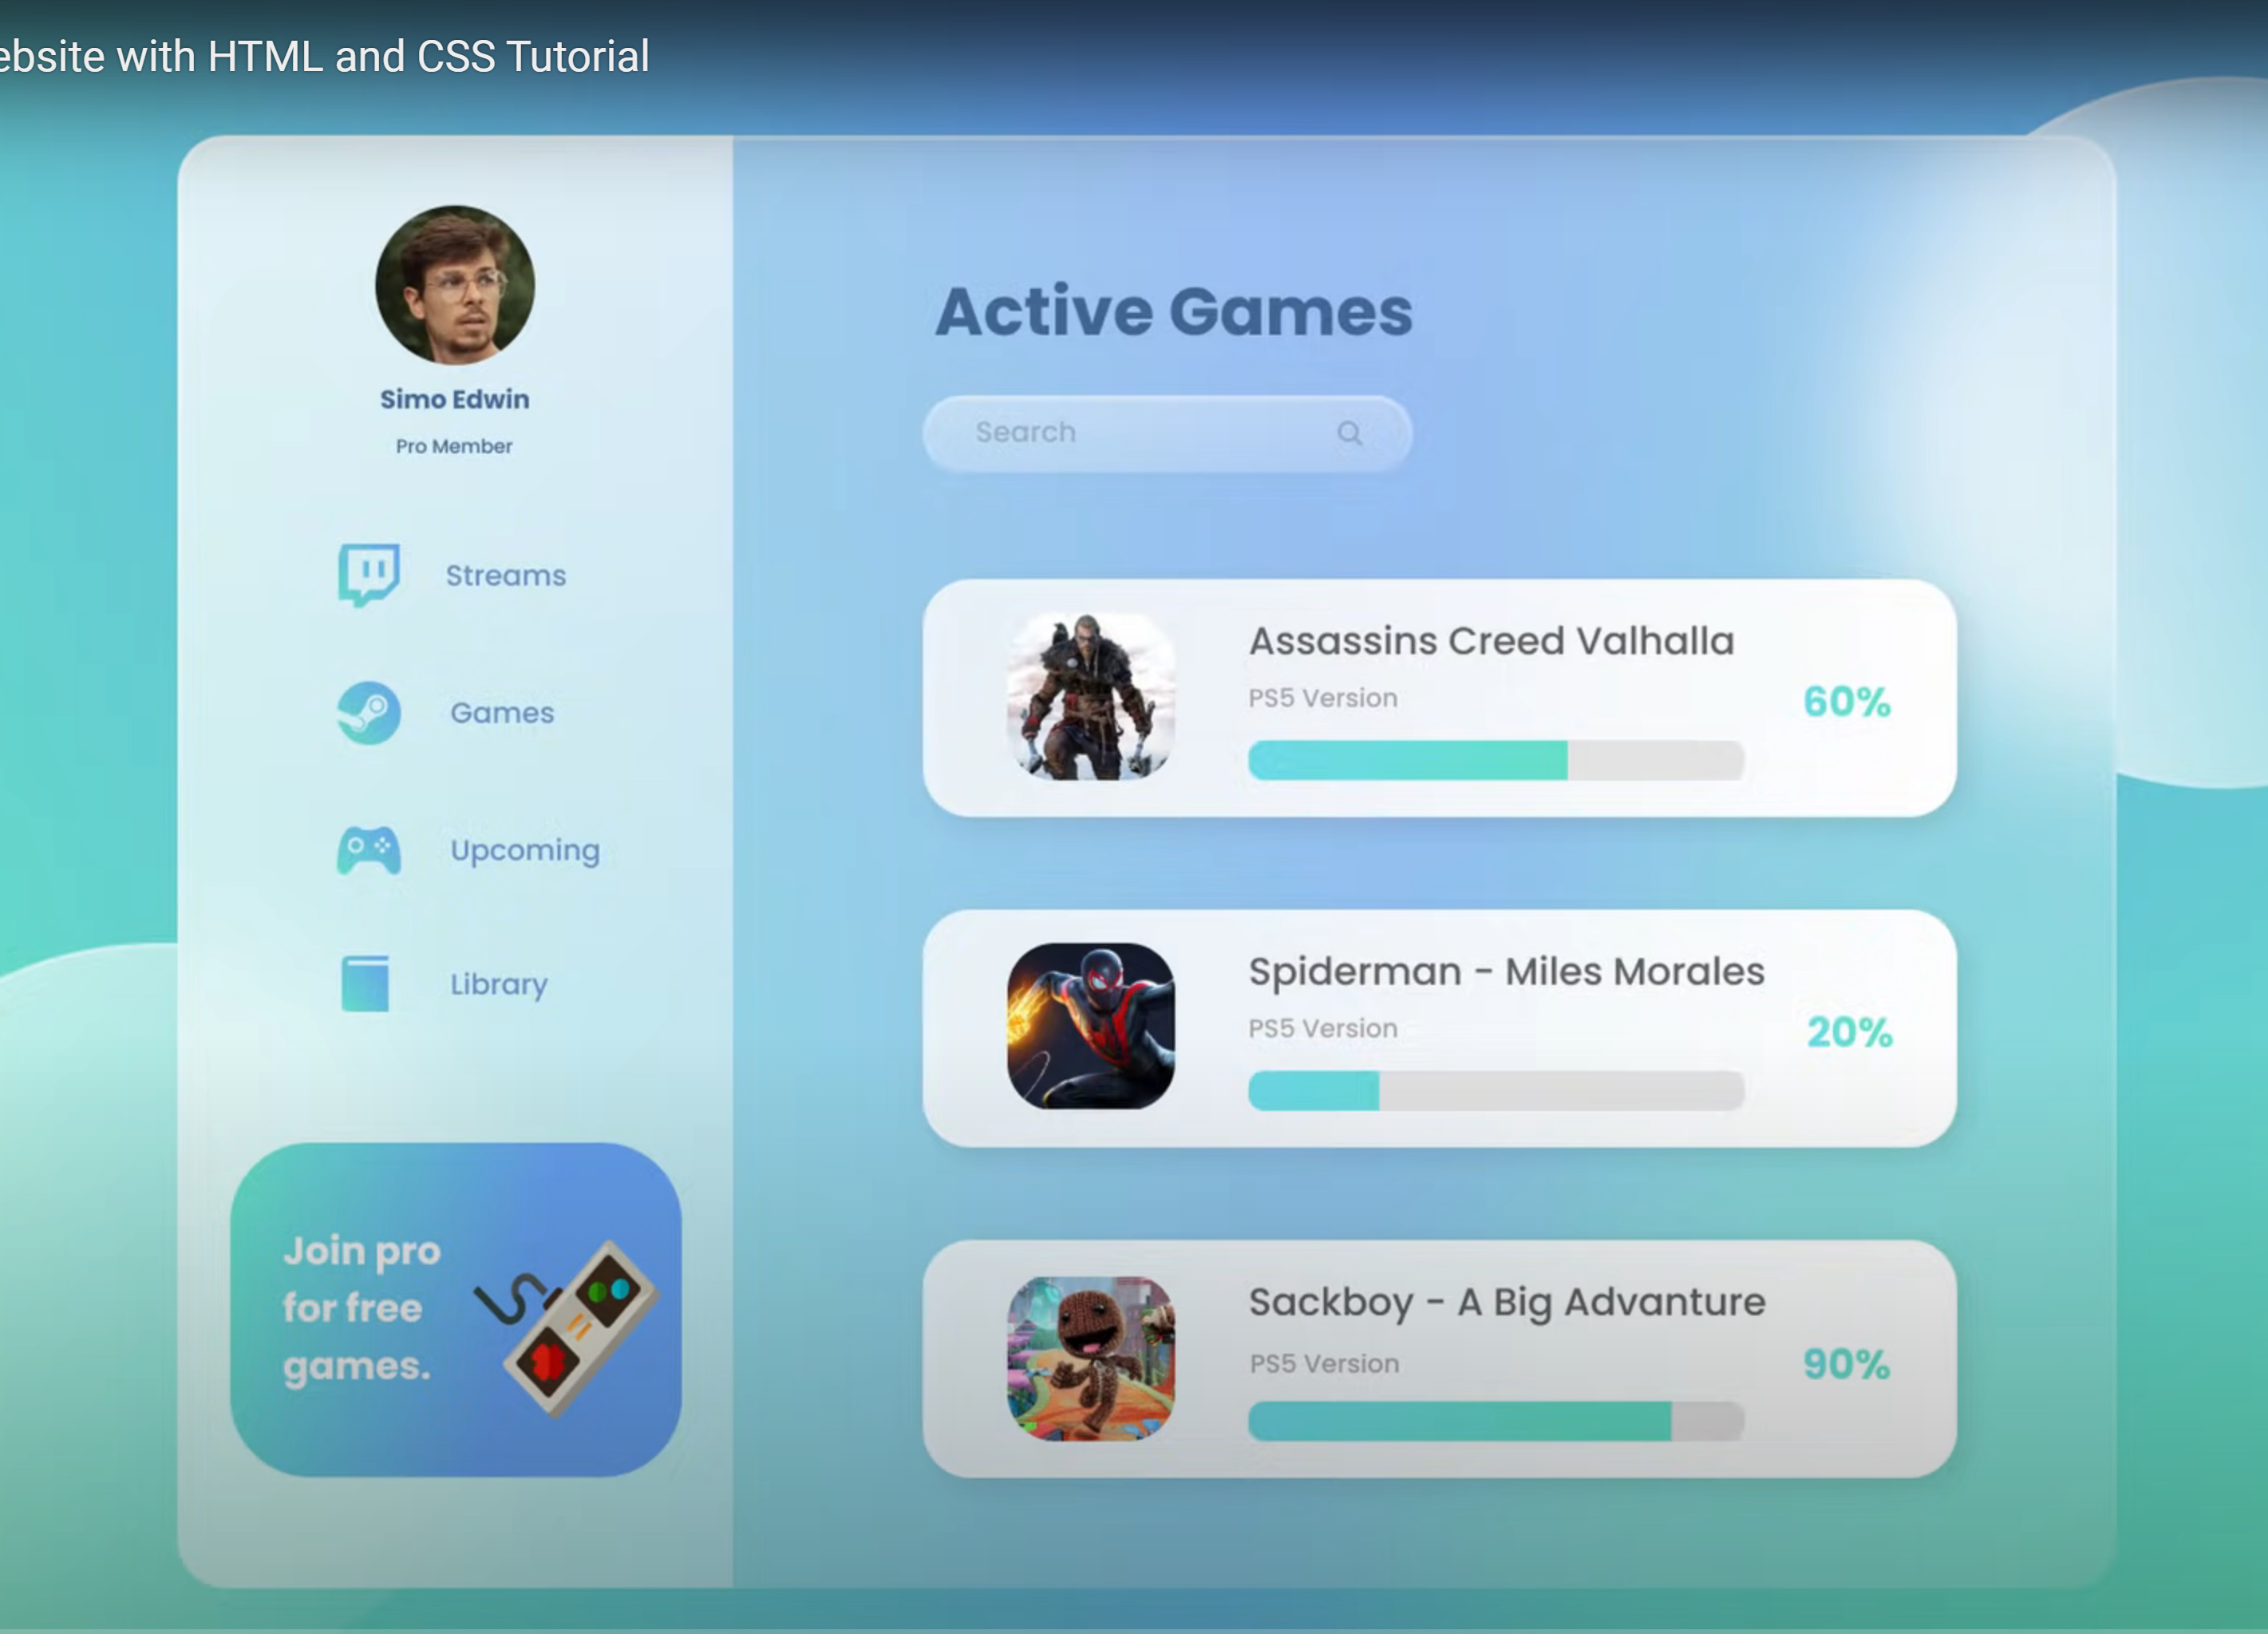 ebsite with HTML and CSS Tutorial
Simo Edwin
Pro Member
Streams
Games
Upcoming
Library
Join pro
for free
games.
Active Games
Search
Assassins Creed Valhalla
PS5 Version
60%
Spiderman - Miles Morales
PS5 Version
20%
Sackboy - A Big Advanture
PS5 Version
90%